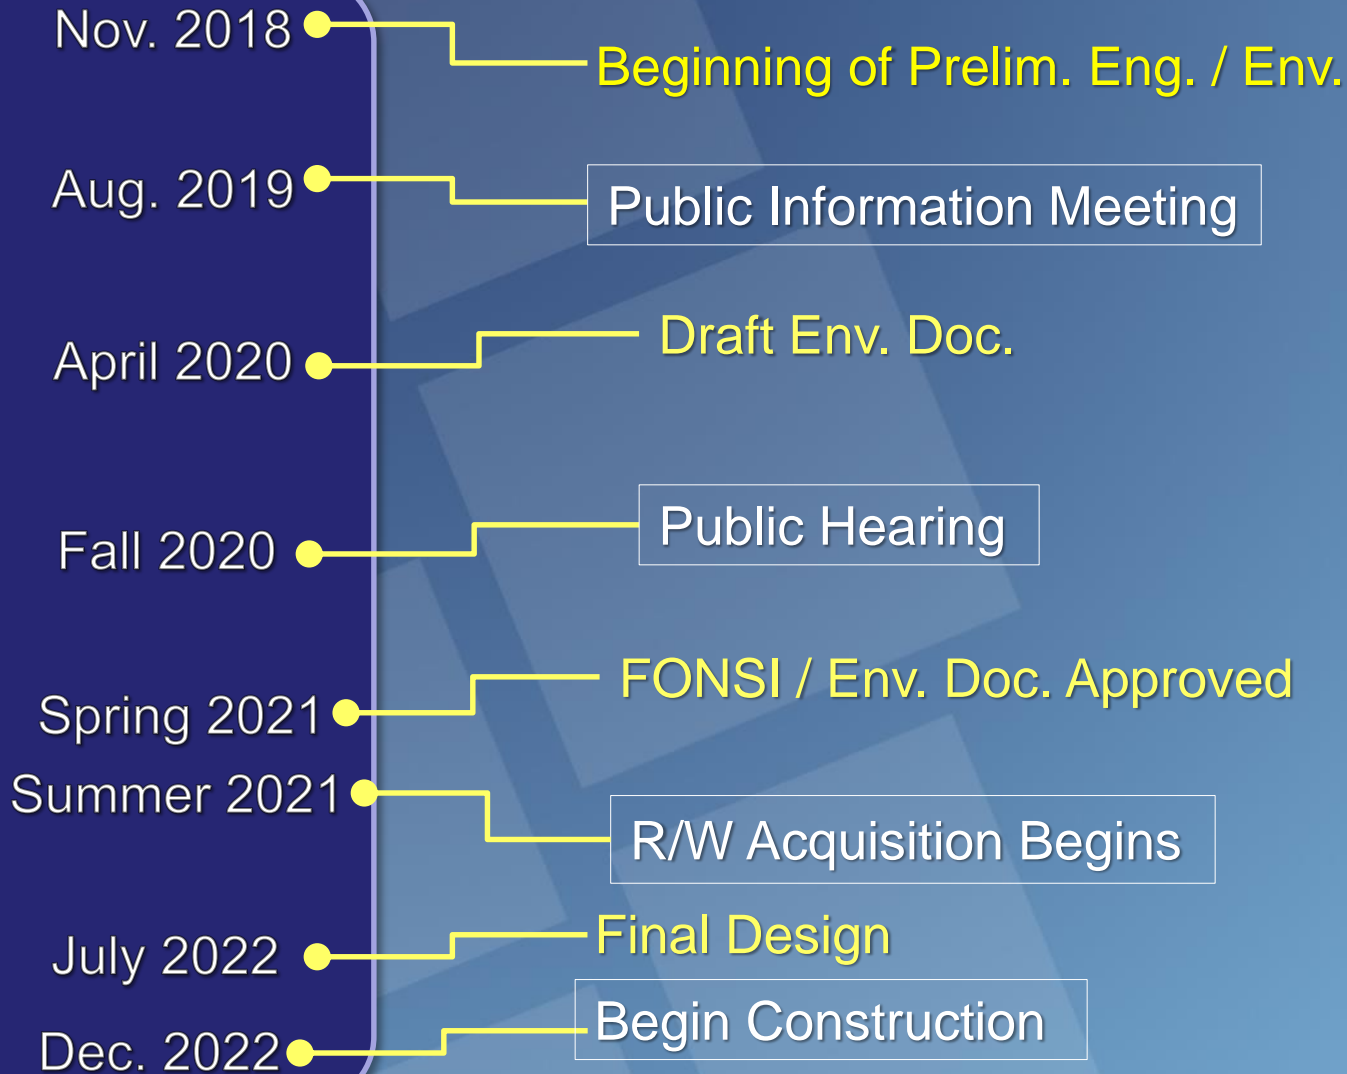 Nov. 2018
Beginning of Prelim. Eng. / Env.
Aug. 2019
Public Information Meeting
April 2020
Draft Env. Doc.
Fall 2020
Public Hearing
Spring 2021
FONSI / Env. Doc. Approved
Summer 2021
R/W Acquisition Begins
July 2022
Final Design
Dec. 2022
Begin Construction